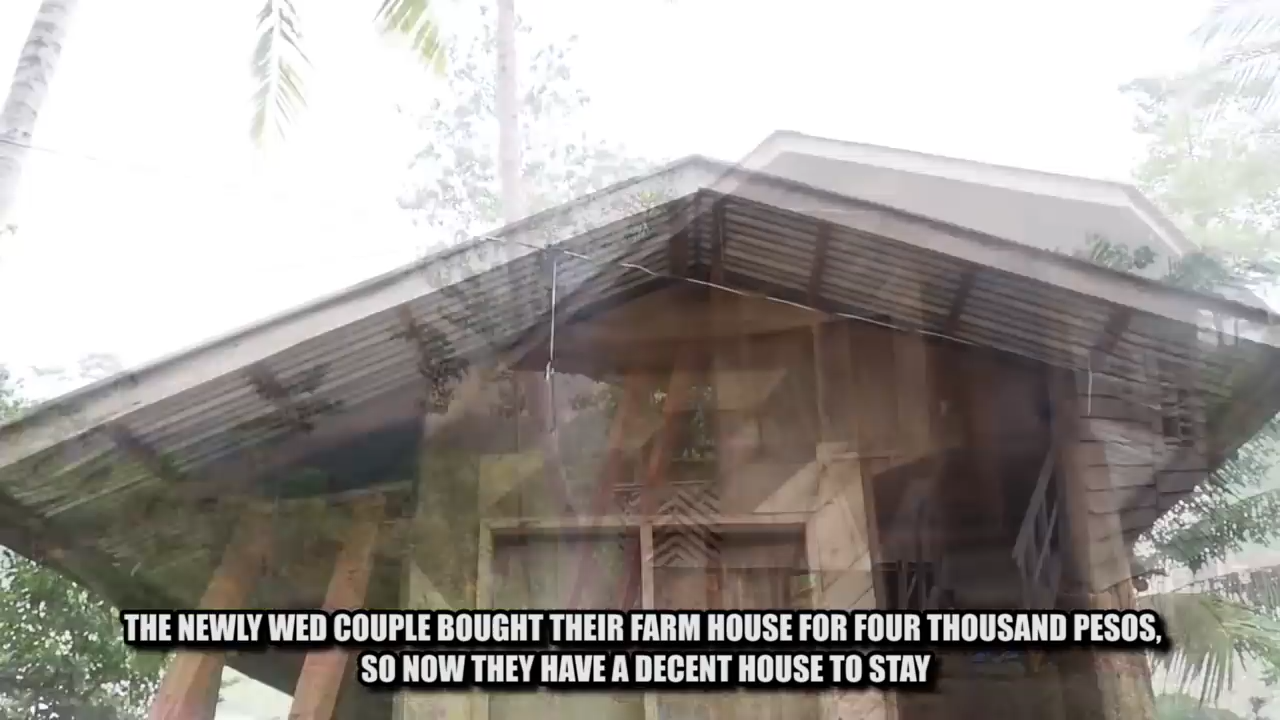 THE NEWLY WED COUPLE BOUGHT THEIR FARM HOUSE FOR FOUR THOUSAND PESOS,
SO NOW THEY HAVE A DECENT HOUSE TO STAY